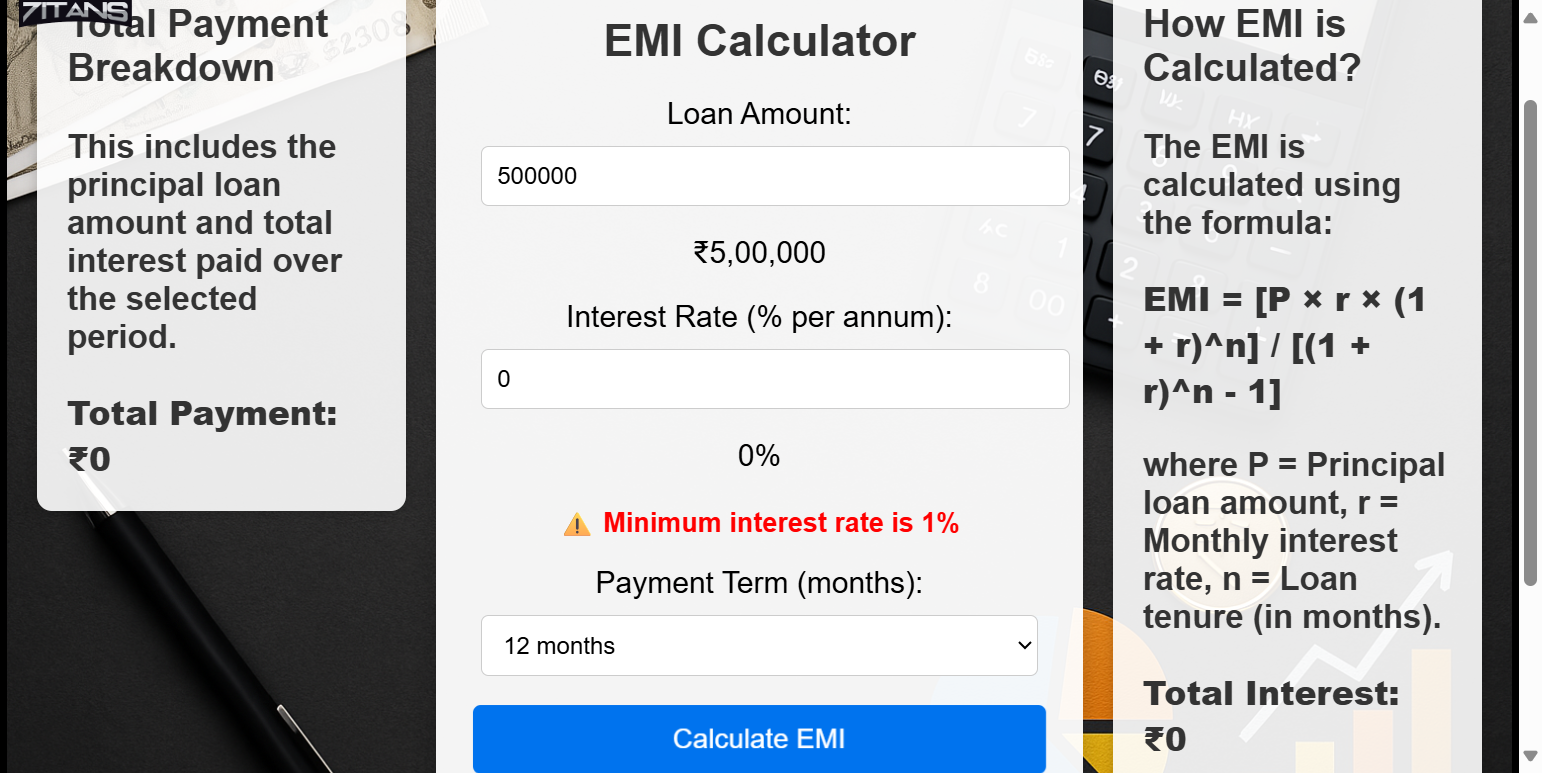 7ITANS
Total Payment
Breakdown
This includes the
principal loan
amount and total
interest paid over
the selected
period.
Total Payment:
₹0
EMI Calculator
Loan Amount:
500000
₹5,00,000
Interest Rate (% per annum):
0
0%
⚠ Minimum interest rate is 1%
Payment Term (months):
12 months
Calculate EMI
How EMI is
Calculated?
The EMI is
calculated using
the formula:
EMI = [P × r × (1
+ r)^n] / [(1 +
r)^n - 1]
where P = Principal
loan amount, r =
Monthly interest
rate, n = Loan
tenure (in months).
Total Interest:
₹0